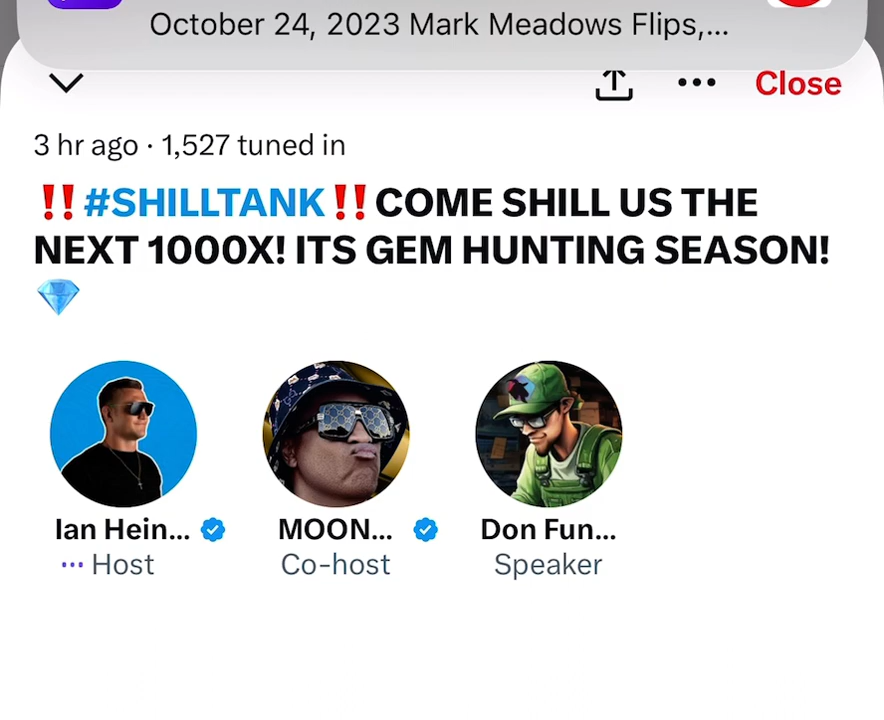 October 24, 2023 Mark Meadows Flips,...
Close
3 hr ago · 1,527 tuned in
‼️#SHILLTANK‼️COME SHILL US THE
NEXT 1000X! ITS GEM HUNTING SEASON!
💎
Ian Hein... MOON... Don Fun...
Host Co-host Speaker